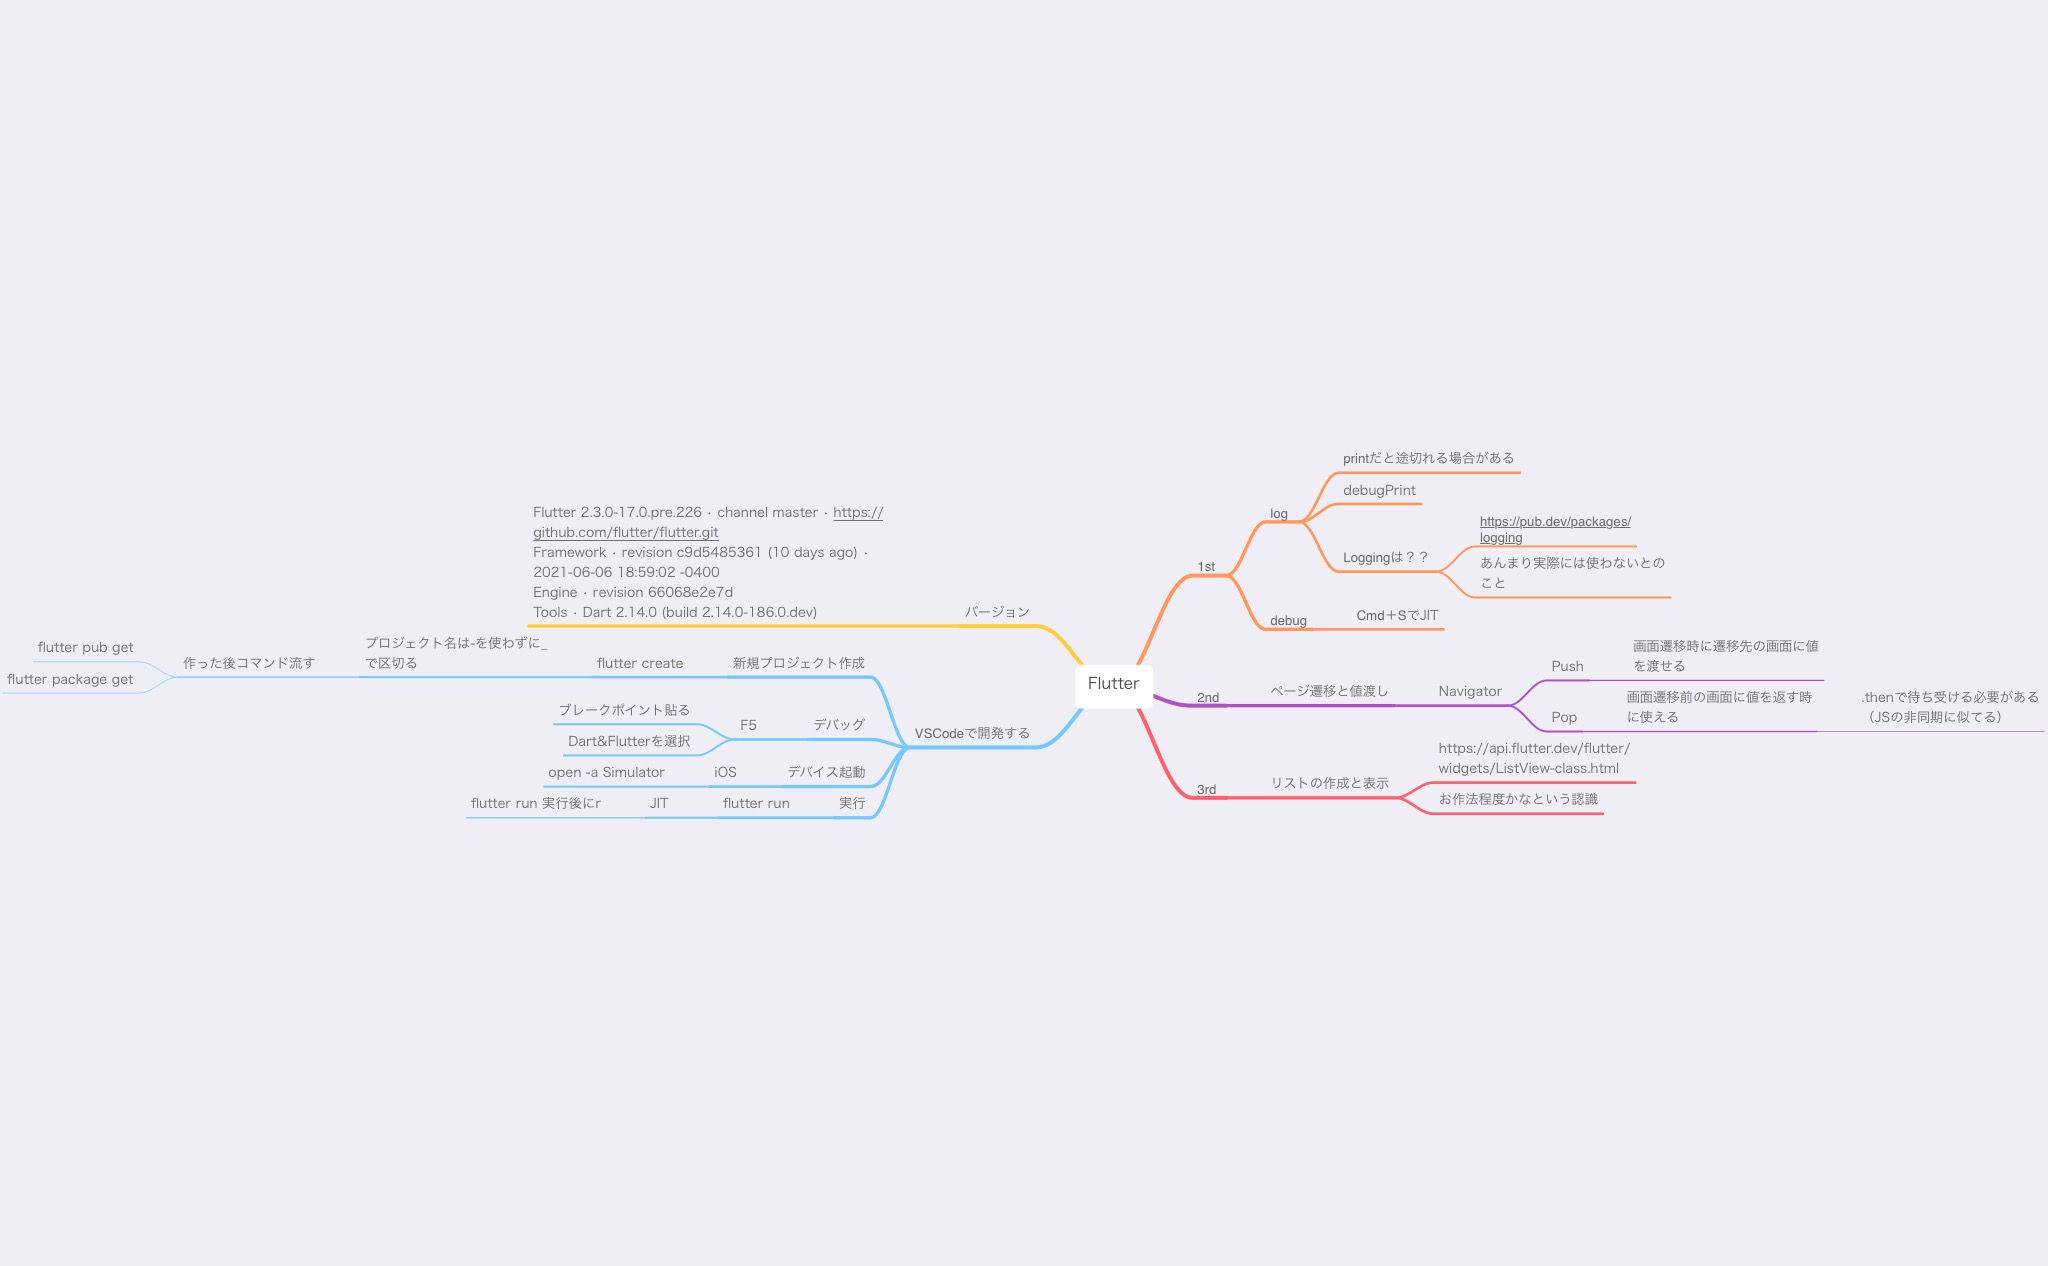 Flutter
1st
log
printだと途切れる場合がある
debugPrint
Loggingは？？
https://pub.dev/packages/
logging
あんまり実際には使わないとの
こと
debug
Cmd＋SでJIT
2nd
ページ遷移と値渡し
Navigator
Push
画面遷移時に遷移先の画面に値
を渡せる
Pop
画面遷移前の画面に値を返す時
に使える
.thenで待ち受ける必要がある
（JSの非同期に似てる）
3rd
リストの作成と表示
https://api.flutter.dev/flutter/
widgets/ListView-class.html
お作法程度かなという認識
バージョン
Flutter 2.3.0-17.0.pre.226 • channel master • https://
github.com/flutter/flutter.git
Framework • revision c9d5485361 (10 days ago) •
2021-06-06 18:59:02 -0400
Engine • revision 66068e2e7d
Tools • Dart 2.14.0 (build 2.14.0-186.0.dev)
VSCodeで開発する
新規プロジェクト作成
flutter create
プロジェクト名は-を使わずに_
で区切る
作った後コマンド流す
flutter pub get
flutter package get
デバッグ
F5
ブレークポイント貼る
Dart&Flutterを選択
デバイス起動
iOS
open -a Simulator
実行
flutter run
JIT
flutter run 実行後にr